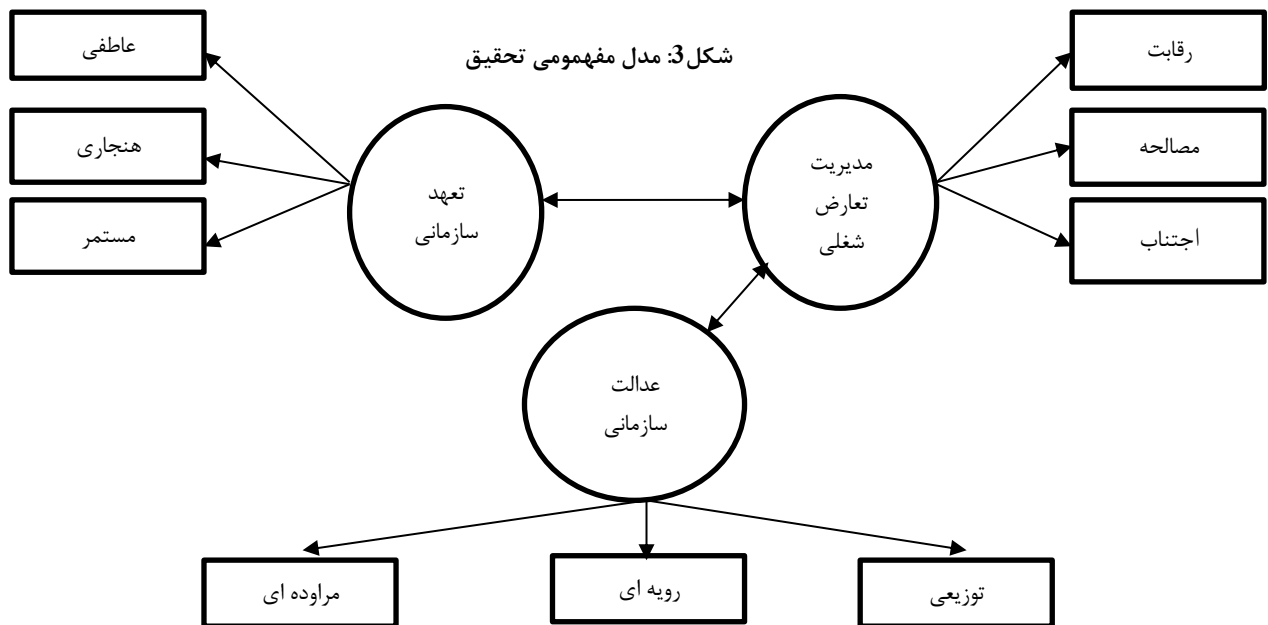 شکل3: مدل مفهمومی تحقیق
رقابت
مصالحه
اجتناب
مدیریت
تعارض
شغلی
تعهد
سازمانی
عاطفی
هنجاری
مستمر
عدالت
سازمانی
توزیعی
رویه ای
مراوده ای